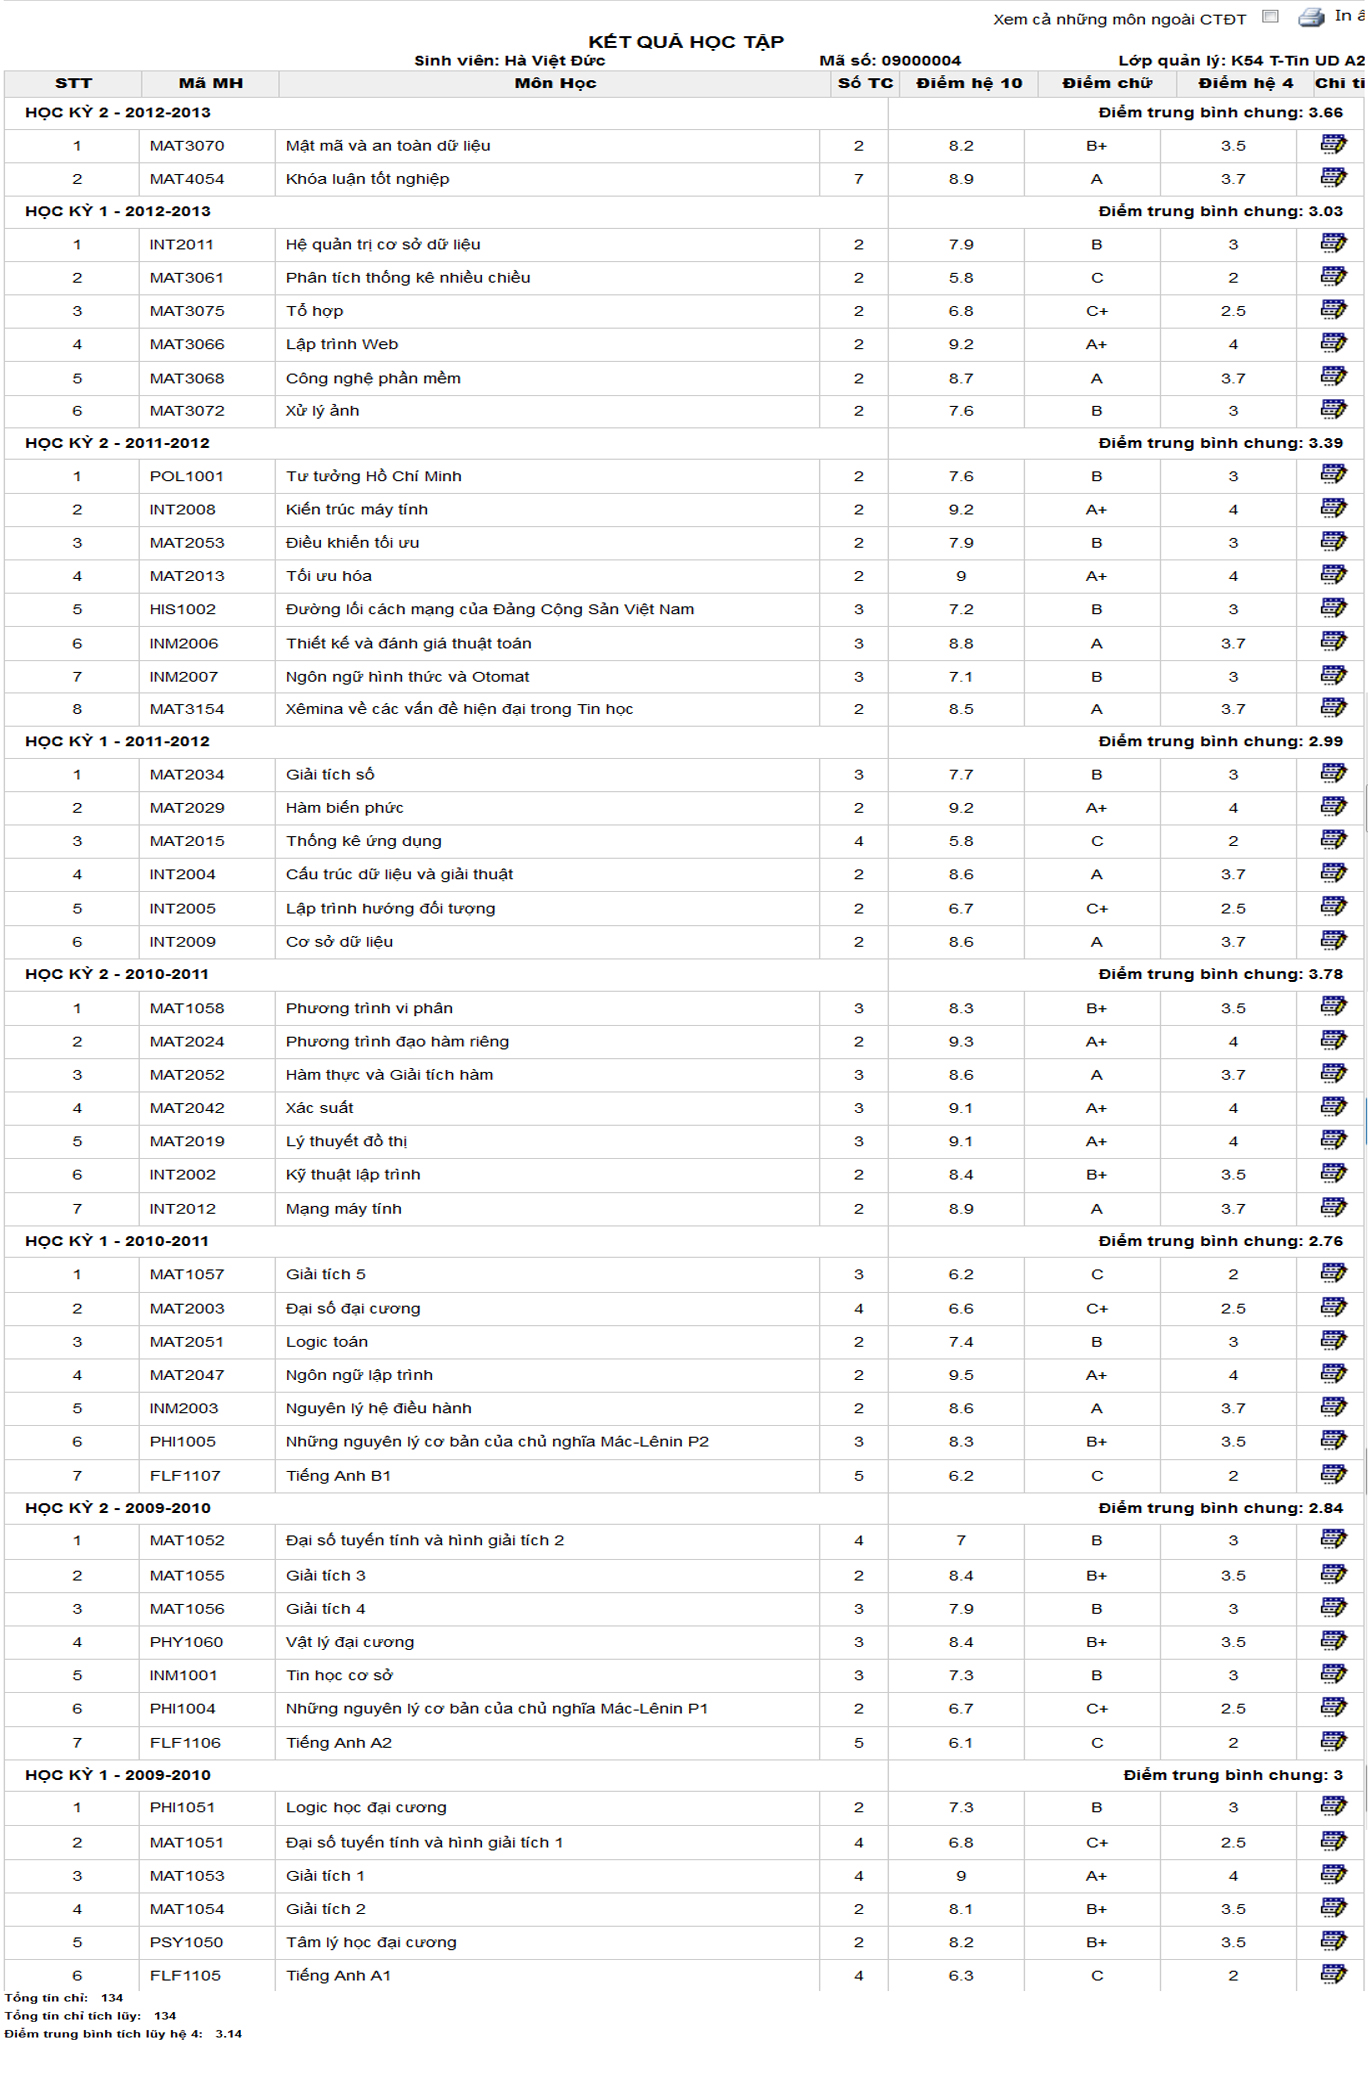 Xem cả những môn ngoài CTĐT In
KẾT QUẢ HỌC TẬP
Sinh viên: Hà Việt Đức Mã số: 09000004 Lớp quản lý: K54 T-Tin UD A2
STT Mã MH Môn Học Số TC Điểm hệ 10 Điểm chữ Điểm hệ 4 Chi ti
HỌC KỲ 2 - 2012-2013 Điểm trung bình chung: 3.66
1 MAT3070 Mật mã và an toàn dữ liệu 2 8.2 B+ 3.5
2 MAT4054 Khóa luận tốt nghiệp 7 8.9 A 3.7
HỌC KỲ 1 - 2012-2013 Điểm trung bình chung: 3.03
1 INT2011 Hệ quản trị cơ sở dữ liệu 2 7.9 B 3
2 MAT3061 Phân tích thống kê nhiều chiều 2 5.8 C 2
3 MAT3075 Tổ hợp 2 6.8 C+ 2.5
4 MAT3066 Lập trình Web 2 9.2 A+ 4
5 MAT3068 Công nghệ phần mềm 2 8.7 A 3.7
6 MAT3072 Xử lý ảnh 2 7.6 B 3
HỌC KỲ 2 - 2011-2012 Điểm trung bình chung: 3.39
1 POL1001 Tư tưởng Hồ Chí Minh 2 7.6 B 3
2 INT2008 Kiến trúc máy tính 2 9.2 A+ 4
3 MAT2053 Điều khiển tối ưu 2 7.9 B 3
4 MAT2013 Tối ưu hóa 2 9 A+ 4
5 HIS1002 Đường lối cách mạng của Đảng Cộng Sản Việt Nam 3 7.2 B 3
6 INM2006 Thiết kế và đánh giá thuật toán 3 8.8 A 3.7
7 INM2007 Ngôn ngữ hình thức và Otomat 3 7.1 B 3
8 MAT3154 Xêmina về các vấn đề hiện đại trong Tin học 2 8.5 A 3.7
HỌC KỲ 1 - 2011-2012 Điểm trung bình chung: 2.99
1 MAT2034 Giải tích số 3 7.7 B 3
2 MAT2029 Hàm biến phức 2 9.2 A+ 4
3 MAT2015 Thống kê ứng dụng 4 5.8 C 2
4 INT2004 Cấu trúc dữ liệu và giải thuật 2 8.6 A 3.7
5 INT2005 Lập trình hướng đối tượng 2 6.7 C+ 2.5
6 INT2009 Cơ sở dữ liệu 2 8.6 A 3.7
HỌC KỲ 2 - 2010-2011 Điểm trung bình chung: 3.78
1 MAT1058 Phương trình vi phân 3 8.3 B+ 3.5
2 MAT2024 Phương trình đạo hàm riêng 2 9.3 A+ 4
3 MAT2052 Hàm thực và Giải tích hàm 3 8.6 A 3.7
4 MAT2042 Xác suất 3 9.1 A+ 4
5 MAT2019 Lý thuyết đồ thị 3 9.1 A+ 4
6 INT2002 Kỹ thuật lập trình 2 8.4 B+ 3.5
7 INT2012 Mạng máy tính 2 8.9 A 3.7
HỌC KỲ 1 - 2010-2011 Điểm trung bình chung: 2.76
1 MAT1057 Giải tích 5 3 6.2 C 2
2 MAT2003 Đại số đại cương 4 6.6 C+ 2.5
3 MAT2051 Logic toán 2 7.4 B 3
4 MAT2047 Ngôn ngữ lập trình 2 9.5 A+ 4
5 INM2003 Nguyên lý hệ điều hành 2 8.6 A 3.7
6 PHI1005 Những nguyên lý cơ bản của chủ nghĩa Mác-Lênin P2 3 8.3 B+ 3.5
7 FLF1107 Tiếng Anh B1 5 6.2 C 2
HỌC KỲ 2 - 2009-2010 Điểm trung bình chung: 2.84
1 MAT1052 Đại số tuyến tính và hình giải tích 2 4 7 B 3
2 MAT1055 Giải tích 3 2 8.4 B+ 3.5
3 MAT1056 Giải tích 4 3 7.9 B 3
4 PHY1060 Vật lý đại cương 3 8.4 B+ 3.5
5 INM1001 Tin học cơ sở 3 7.3 B 3
6 PHI1004 Những nguyên lý cơ bản của chủ nghĩa Mác-Lênin P1 2 6.7 C+ 2.5
7 FLF1106 Tiếng Anh A2 5 6.1 C 2
HỌC KỲ 1 - 2009-2010 Điểm trung bình chung: 3
1 PHI1051 Logic học đại cương 2 7.3 B 3
2 MAT1051 Đại số tuyến tính và hình giải tích 1 4 6.8 C+ 2.5
3 MAT1053 Giải tích 1 4 9 A+ 4
4 MAT1054 Giải tích 2 2 8.1 B+ 3.5
5 PSY1050 Tâm lý học đại cương 2 8.2 B+ 3.5
6 FLF1105 Tiếng Anh A1 4 6.3 C 2
Tổng tín chỉ: 134
Tổng tín chỉ tích lũy: 134
Điểm trung bình tích lũy hệ 4: 3.14